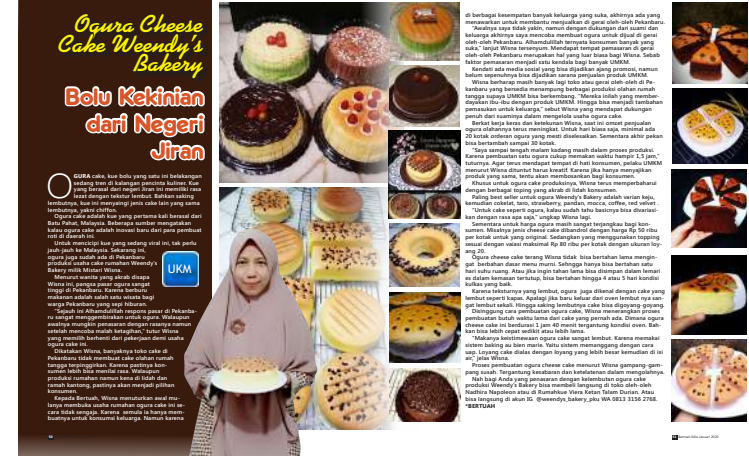 Ogura Cheese
Cake Weendy's
Bakery
Bolu Kekinian
dari Negeri
Jiran
OGURA cake, kue bolu yang satu ini belakangan
sedang tren di kalangan pencinta kuliner. Kue
yang berasal dari negeri Jiran ini memiliki rasa
lezat dengan tekstur lembut. Bahkan saking
lembutnya, kue ini menyaingi jenis cake lain yang sama
lembutnya, yakni chiffon.
Ogura cake adalah kue yang pertama kali berasal dari
Batu Pahat, Malaysia. Beberapa sumber mengatakan
kalau ogura cake adalah inovasi baru dari para pembuat
roti di daerah ini.
Untuk mencicipi kue yang sedang viral ini, tak perlu
jauh-jauh ke Malaysia. Sekarang ini,
ogura juga sudah ada di Pekanbaru
produksi usaha cake rumahan Weendy's
Bakery milik Mistari Wisna.
Menurut wanita yang akrab disapa
Wisna ini, pangsa pasar ogura sangat
tinggi di Pekanbaru. Karena berburu
makanan adalah salah satu wisata bagi
warga Pekanbaru yang sepi hiburan.
"Sejauh ini Alhamdulillah respons pasar di Pekanba-
ru sangat menggembirakan untuk ogura. Walaupun
awalnya mungkin penasaran dengan rasanya namun
setelah mencoba malah ketagihan," tutur Wisna
yang memilih berhenti dari pekerjaan demi usaha
ogura cake ini.
Dikatakan Wisna, banyaknya toko cake di
Pekanbaru tidak membuat cake olahan rumah
tangga terpinggirkan. Karena pastinya kon-
sumen lebih bisa menilai rasa. Walaupun
produksi rumahan namun kena di lidah dan
ramah kantong, pastinya akan menjadi pilihan
konsumen.
Kepada Bertuah, Wisna menuturkan awal mu-
lanya membuka usaha rumahan ogura cake ini se-
cara tidak sengaja. Karena semula ia hanya mem-
buatnya untuk konsumsi keluarga. Namun karena
UKM
di berbagai kesempatan banyak keluarga yang suka, akhirnya ada yang
menawarkan untuk membantu menjualkan di gerai oleh-oleh Pekanbaru.
"Awalnya saya tidak yakin, namun dengan dukungan dari suami dan
keluarga akhirnya saya mencoba membuat ogura untuk dijual di gerai
oleh-oleh Pekanbaru. Alhamdulillah ternyata konsumen banyak yang
suka," lanjut Wisna tersenyum. Mendapat tempat pemasaran di gerai
oleh-oleh Pekanbaru merupakan hal yang luar biasa bagi Wisna. Sebab
faktor pemasaran menjadi satu kendala bagi banyak UMKM.
Kendati ada media sosial yang bisa dijadikan ajang promosi, namun
belum sepenuhnya bisa dijadikan sarana penjualan produk UMKM.
Wisna berharap masih banyak lagi toko atau gerai oleh-oleh di Pe-
kanbaru yang bersedia menampung berbagai produksi olahan rumah
tangga supaya UMKM bisa berkembang. "Mereka inilah yang member-
dayakan ibu-ibu dengan produk UMKM. Hingga bisa menjadi tambahan
pemasukan untuk keluarga," sebut Wisna yang mendapat dukungan
penuh dari suaminya dalam mengelola usaha ogura cake.
Berkat kerja keras dan ketekunan Wisna, saat ini omzet penjualan
ogura olahannya terus meningkat. Untuk hari biasa saja, minimal ada
20 kotak orderan ogura yang mesti diselesaikan. Sementara akhir pekan
bisa bertambah sampai 30 kotak.
"Saya sampai tengah malam kadang masih dalam proses produksi.
Karena pembuatan satu ogura cukup memakan waktu hampir 1,5 jam,"
tuturnya. Agar terus mendapat tempat di hati konsumen, pelaku UMKM
menurut Wisna dituntut harus kreatif. Karena jika hanya menyajikan
produk yang sama, tentu akan membosankan bagi konsumen.
Khusus untuk ogura cake produksinya, Wisna terus memperbaharui
dengan berbagai toping yang akrab di lidah konsumen.
Paling best seller untuk ogura Weendy's Bakery adalah varian keju,
kemudian cokelat, taro, strawberry, pandan, mocca, coffee, red velvet .
"Untuk cake seperti ogura, kalau sudah tahu basicnya bisa divariasi-
kan dengan rasa apa saja," ungkap Wisna lagi.
Sementara untuk harga ogura masih sangat terjangkau bagi kon-
sumen. Misalnya jenis cheese cake dibandrol dengan harga Rp 50 ribu
per kotak untuk yang original. Sedangkan yang menggunakan topping
sesuai dengan vaiasi maksimal Rp 80 ribu per kotak dengan ukuran loy-
ang 20.
Ogura cheese cake terang Wisna tidak bisa bertahan lama mengin-
gat berbahan dasar menu murni. Sehngga hanya bisa bertahan satu
hari suhu ruang. Atau jika ingin tahan lama bisa disimpan dalam lemari
es dalam kemasan tertutup, bisa bertahan hingga 4 atau 5 hari kondisi
kulkas yang baik.
Karena teksturnya yang lembut, ogura juga dikenal dengan cake yang
lembut seperti kapas. Apalagi jika baru keluar dari oven lembut nya san-
gat lembut sekali. Hingga saking lembutnya cake bisa digoyang-goyang.
Disinggung cara pembuatan ogura cake, Wisna menerangkan proses
pembuatan butuh waktu lama dari cake yang pernah ada. Dimana ogura
cheese cake ini berdurasi 1 jam 40 menit tergantung kondisi oven. Bah-
kan bisa lebih cepat sedikit atau lebih lama.
"Makanya keistimewaan ogura cake sangat lembut. Karena memakai
sistem baking au bien marie. Yaitu sistem memanggang dengan cara
uap. Loyang cake dialas dengan loyang yang lebih besar kemudian di isi
air," jelas Wisna.
Proses pembuatan ogura cheese cake menurut Wisna gampang-gam-
pang susah. Tergantung kesabaran dan ketelatenan dalam mengolahnya.
Nah bagi Anda yang penasaran dengan kelembutan ogura cake
produksi Weendy's Bakery bisa membeli langsung di toko oleh-oleh
Nadhira Napoleon atau di Rumahkue Viera Ketan Talam Durian. Atau
bisa langsung di akun IG @weendys_bakery_pku WA 0813 3156 2768.
*BERTUAH